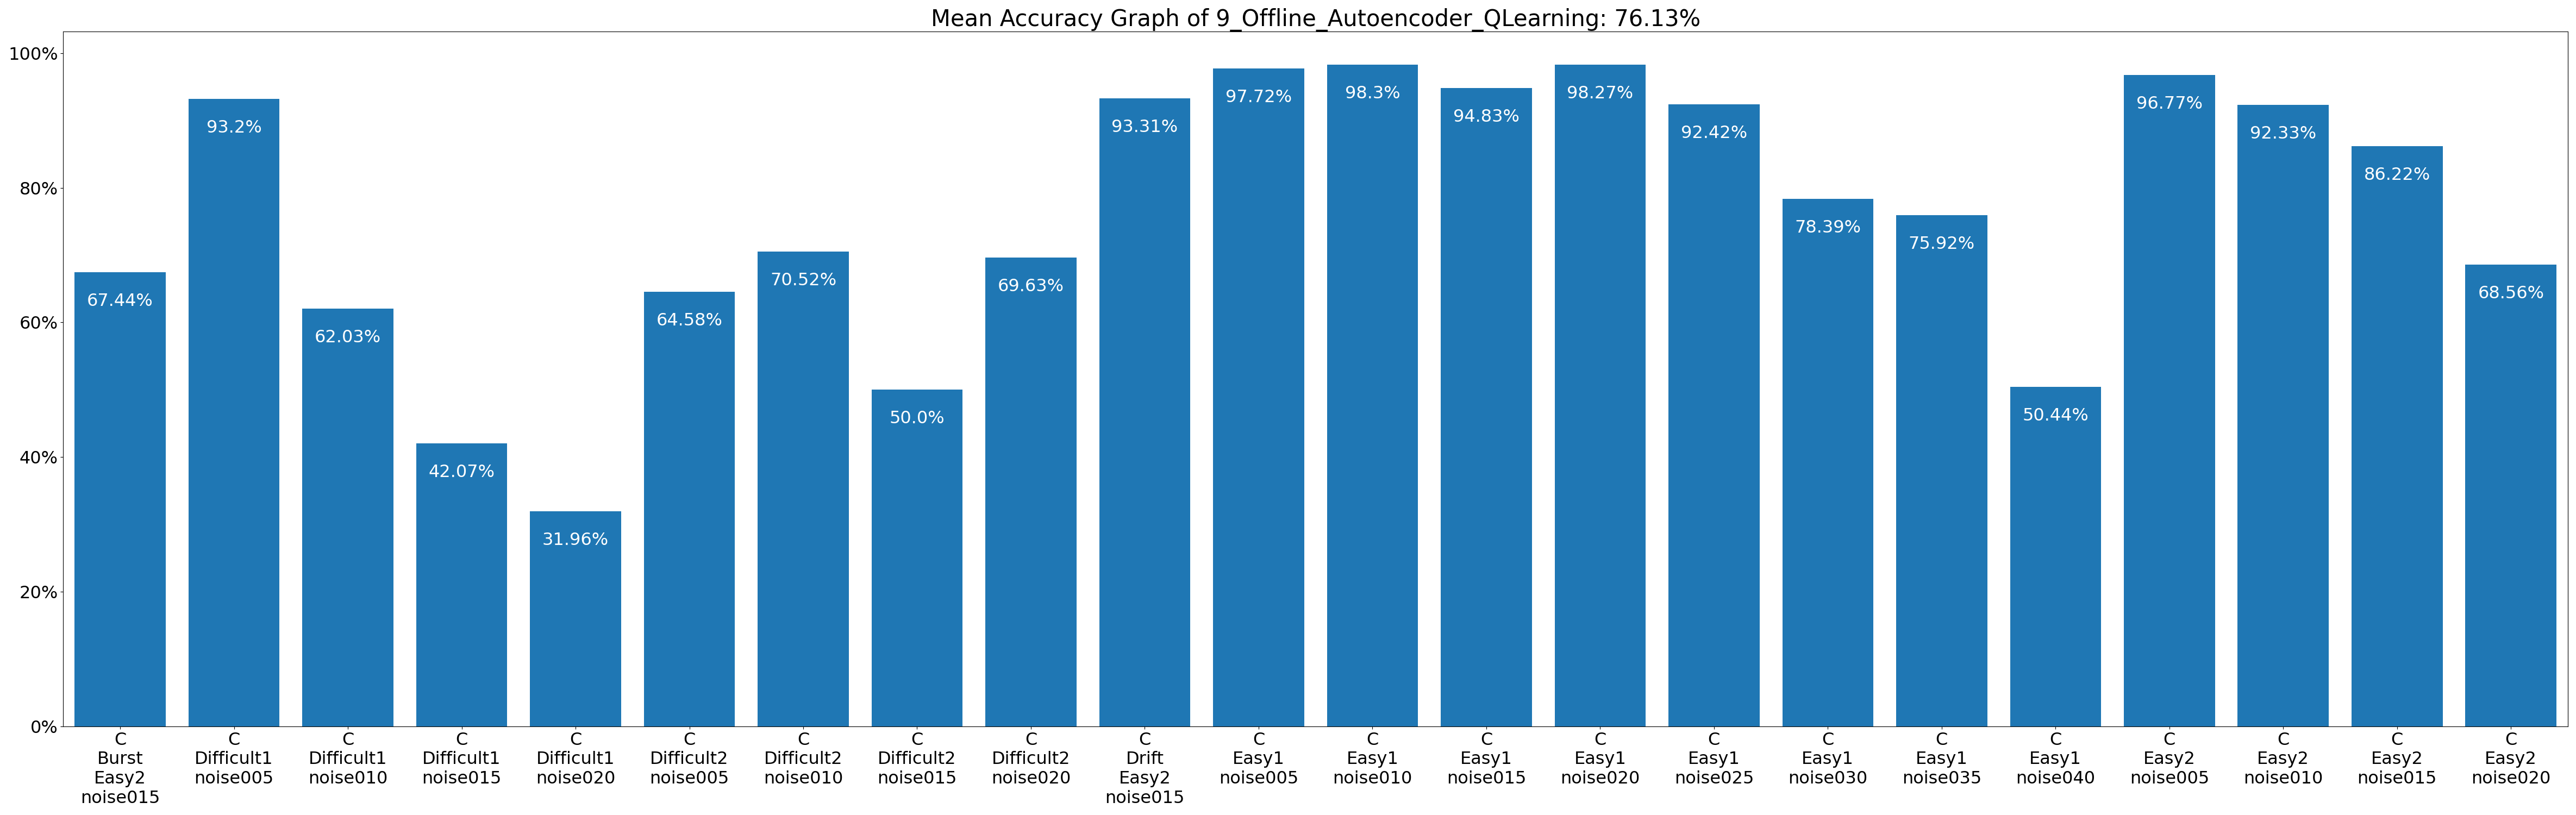 Mean Accuracy Graph of 9_Offline_Autoencoder_QLearning: 76.13%
100%
80%
60%
40%
20%
0%
67.44%
93.2%
62.03%
42.07%
31.96%
64.58%
70.52%
50.0%
69.63%
93.31%
97.72%
98.3%
94.83%
98.27%
92.42%
78.39%
75.92%
50.44%
96.77%
92.33%
86.22%
68.56%
C
Burst
Easy2
noise015
C
Difficult1
noise005
C
Difficult1
noise010
C
Difficult1
noise015
C
Difficult1
noise020
C
Difficult2
noise005
C
Difficult2
noise010
C
Difficult2
noise015
C
Difficult2
noise020
C
Drift
Easy2
noise015
C
Easy1
noise005
C
Easy1
noise010
C
Easy1
noise015
C
Easy1
noise020
C
Easy1
noise025
C
Easy1
noise030
C
Easy1
noise035
C
Easy1
noise040
C
Easy2
noise005
C
Easy2
noise010
C
Easy2
noise015
C
Easy2
noise020